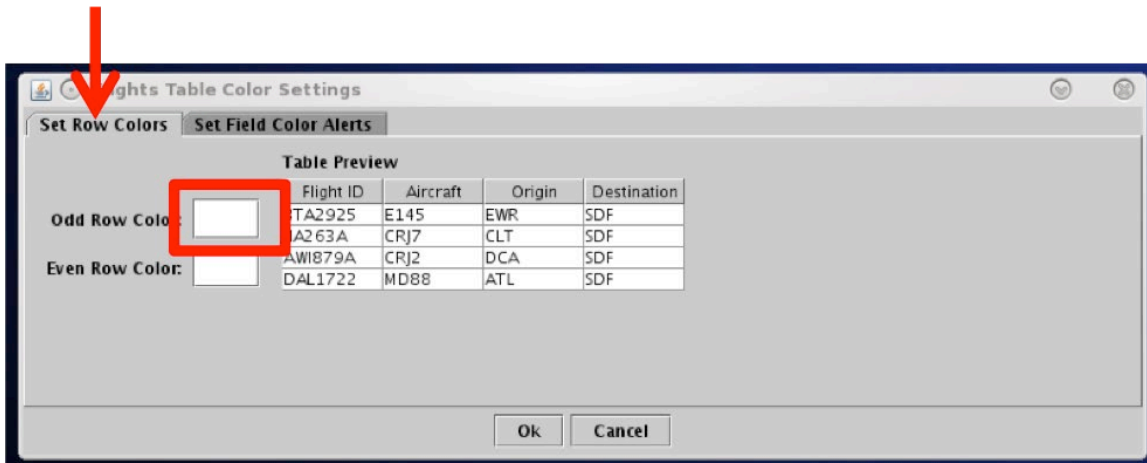 ghts Table Color Settings
Set Row Colors Set Field Color Alerts
Table Preview
Flight ID Aircraft Origin Destination
Odd Row Color:
TA2925 E145 EWR SDF
A263A CRJ7 CLT SDF
Even Row Color:
AWI879A CRJ2 DCA SDF
DAL1722 MD88 ATL SDF
Ok Cancel